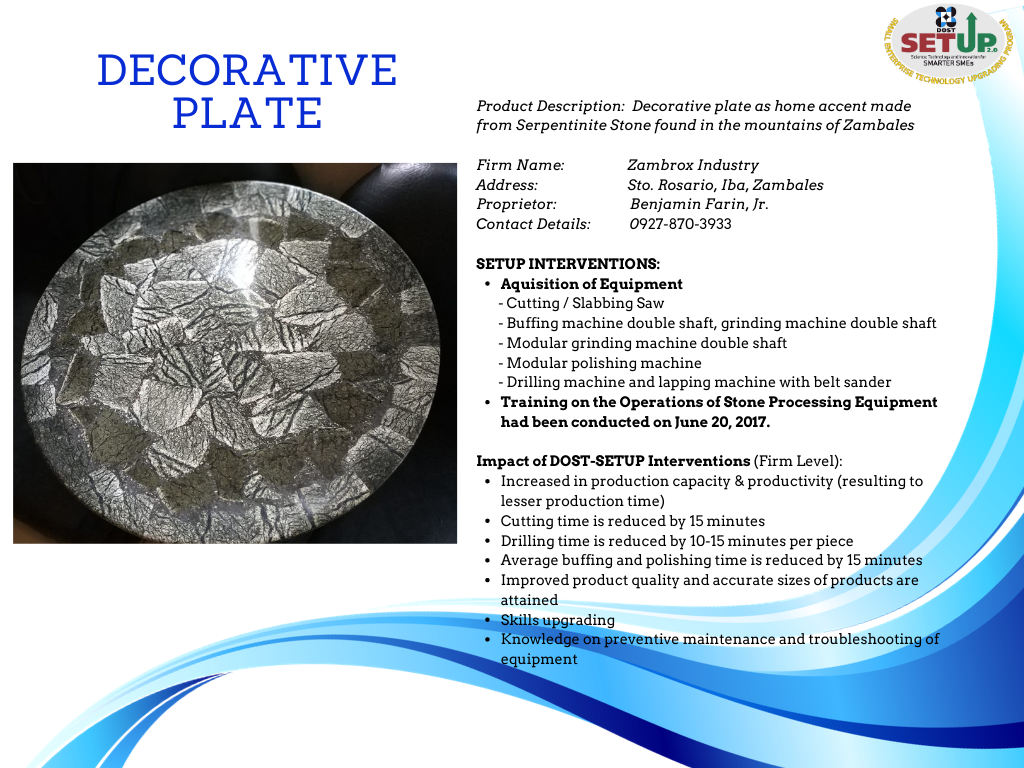 DOST
SETUP 2.0
Science Technology and Innovation for
SMARTER SMEs
SMALL ENTERPRISE TECHNOLOGY UPGRADING PROGRAM
DECORATIVE
PLATE
Product Description: Decorative plate as home accent made
from Serpentinite Stone found in the mountains of Zambales
Firm Name: Zambrox Industry
Address: Sto. Rosario, Iba, Zambales
Proprietor: Benjamin Farin, Jr.
Contact Details: 0927-870-3933
SETUP INTERVENTIONS:
• Aquisition of Equipment
- Cutting / Slabbing Saw
- Buffing machine double shaft, grinding machine double shaft
- Modular grinding machine double shaft
- Modular polishing machine
- Drilling machine and lapping machine with belt sander
• Training on the Operations of Stone Processing Equipment
had been conducted on June 20, 2017.
Impact of DOST-SETUP Interventions (Firm Level):
• Increased in production capacity & productivity (resulting to
lesser production time)
• Cutting time is reduced by 15 minutes
• Drilling time is reduced by 10-15 minutes per piece
• Average buffing and polishing time is reduced by 15 minutes
• Improved product quality and accurate sizes of products are
attained
• Skills upgrading
• Knowledge on preventive maintenance and troubleshooting of
equipment